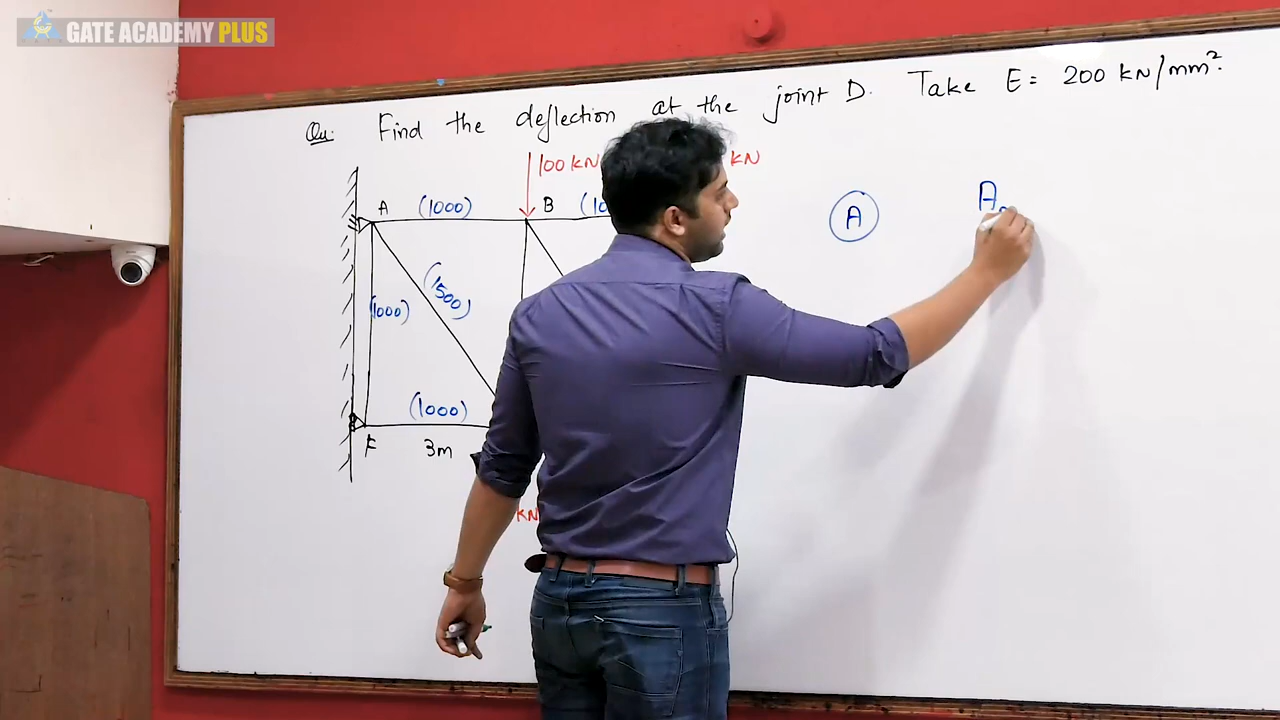 GATE ACADEMY PLUS
Qu. Find the deflection at the joint D. Take E = 200 kN/mm².
100 KN
KN
A
(1000)
B
A
(1000)
(1500)
(1000)
E
3m
KN